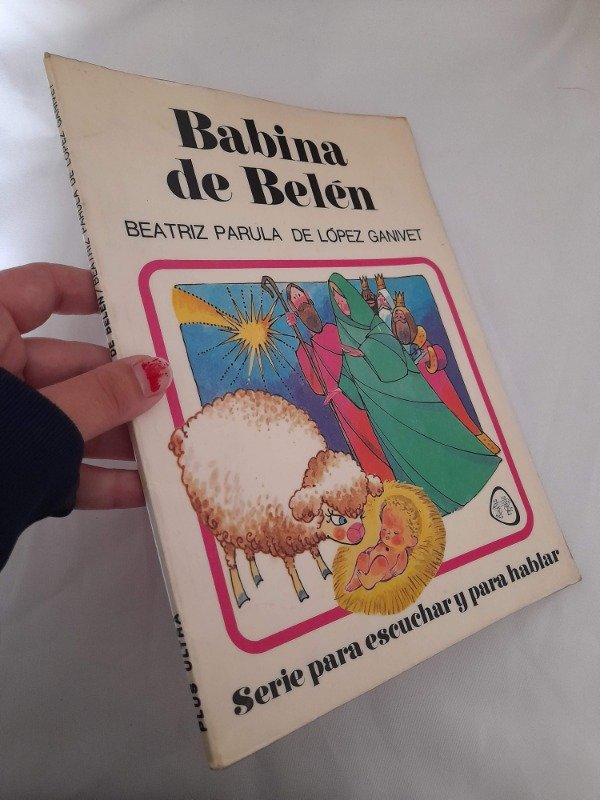 Babina
de Belén
BEATRIZ PARULA DE LÓPEZ GANIVET
Serie para escuchar y para hablar
DE BELÉN / BEATRIZ PARULA DE LÓPEZ GANIVET
PLUS ULTRA